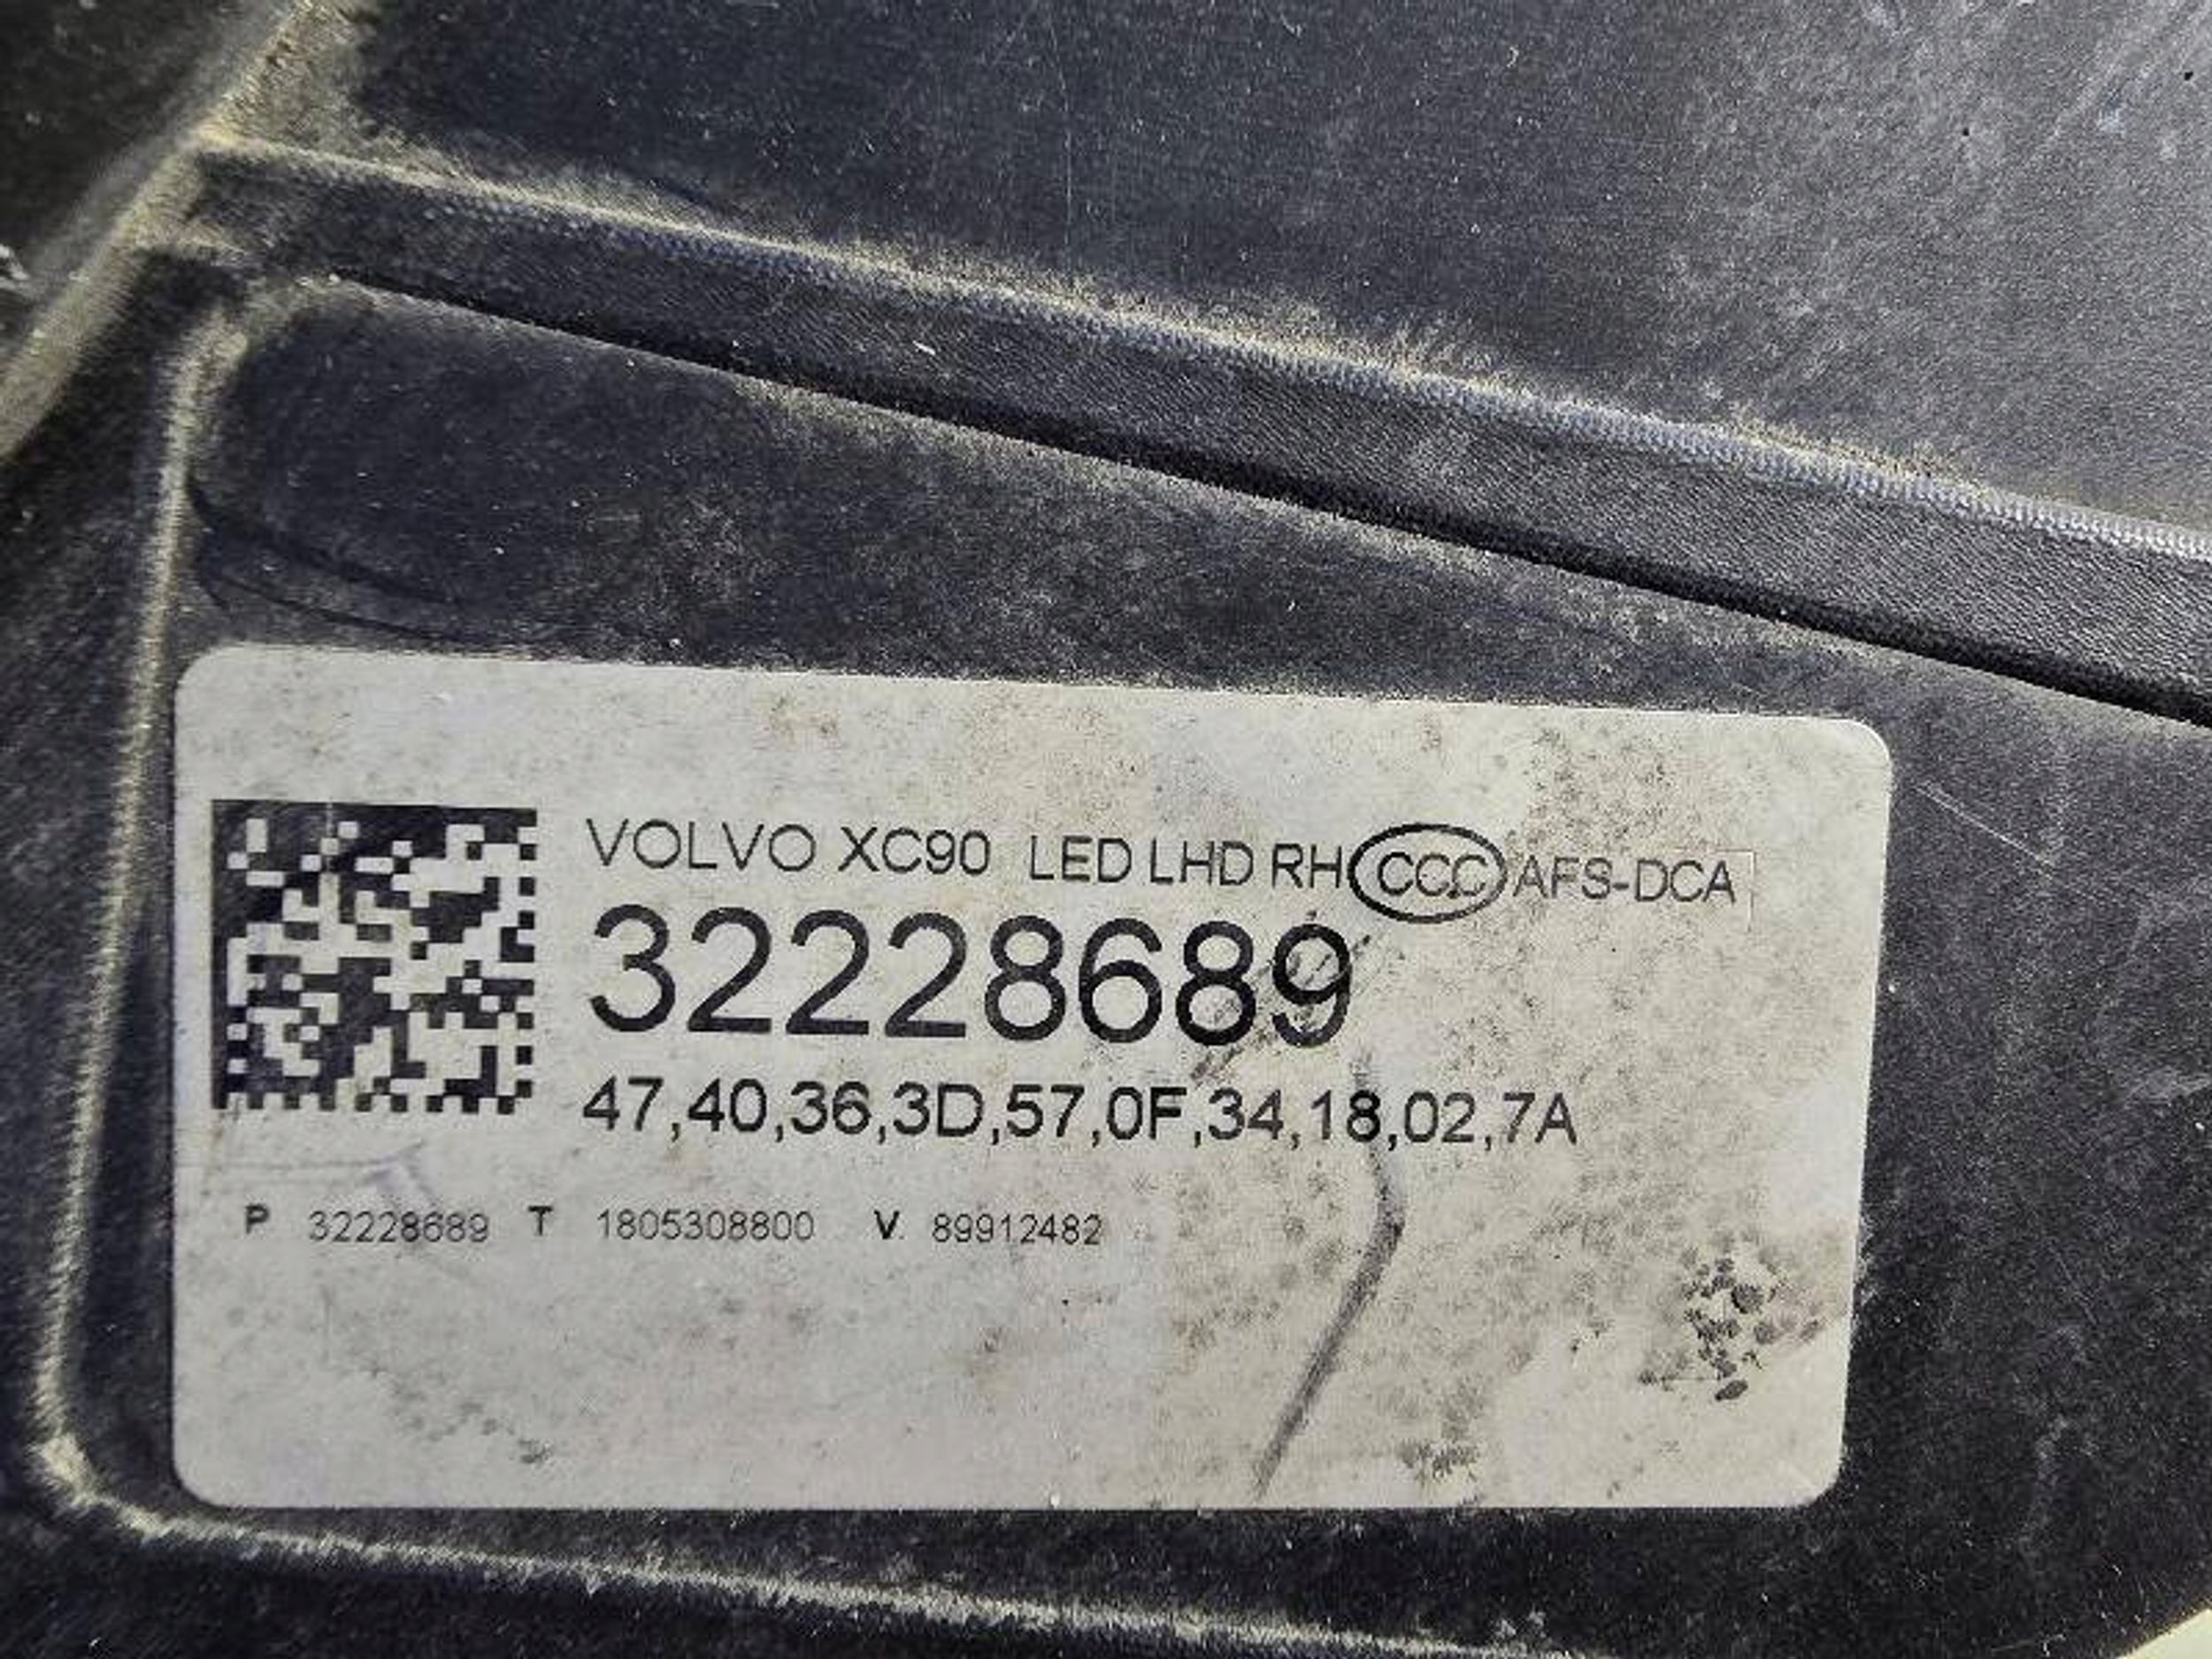 VOLVO XC90 LED LHD RH CCC AFS-DCA
32228689
47,40,36,3D,57,0F,34,18,02,7A
P 32228689 T 1805308800 V 89912482